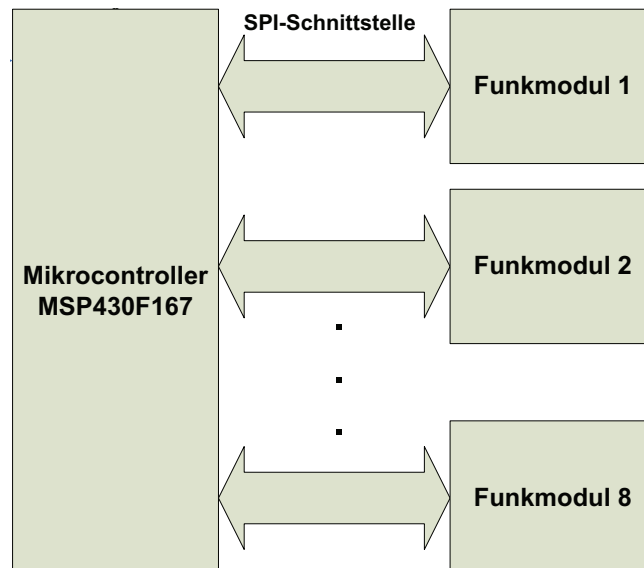 SPI-Schnittstelle
Funkmodul 1
Mikrocontroller
MSP430F167
Funkmodul 2
Funkmodul 8